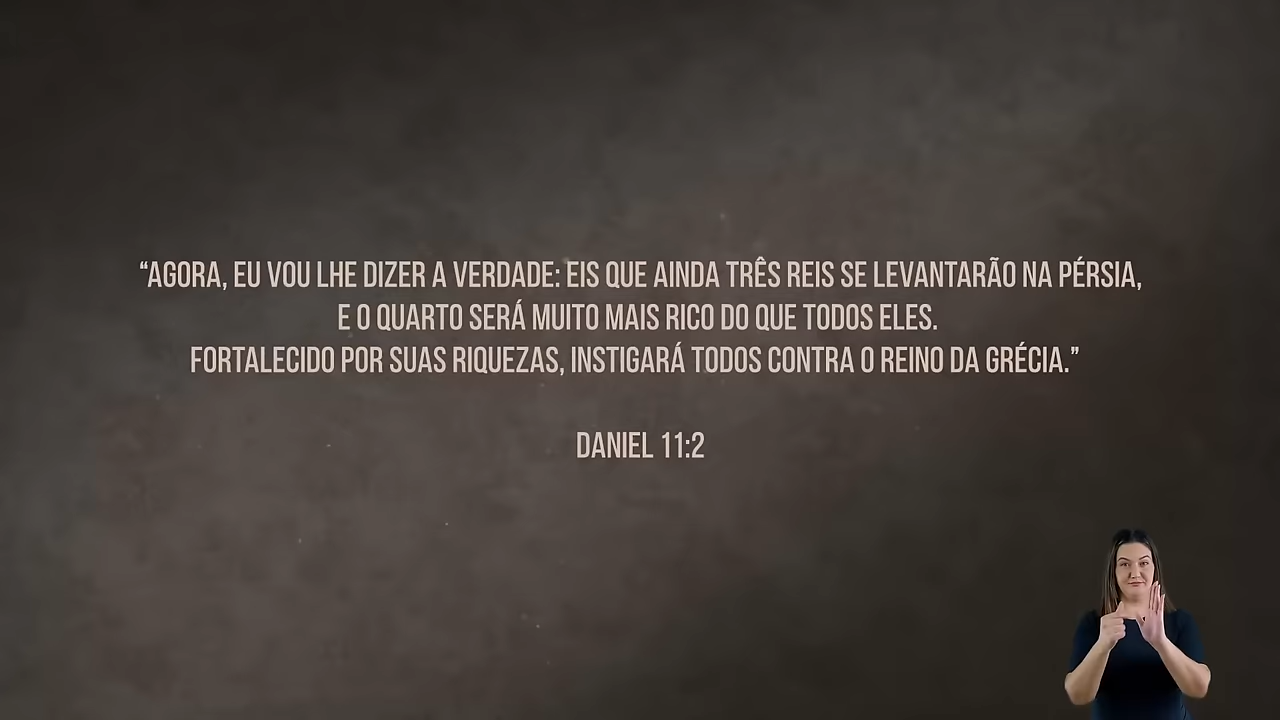 “AGORA, EU VOU LHE DIZER A VERDADE: EIS QUE AINDA TRÊS REIS SE LEVANTARÃO NA PÉRSIA,
E O QUARTO SERÁ MUITO MAIS RICO DO QUE TODOS ELES.
FORTALECIDO POR SUAS RIQUEZAS, INSTIGARÁ TODOS CONTRA O REINO DA GRÉCIA.”
DANIEL 11:2